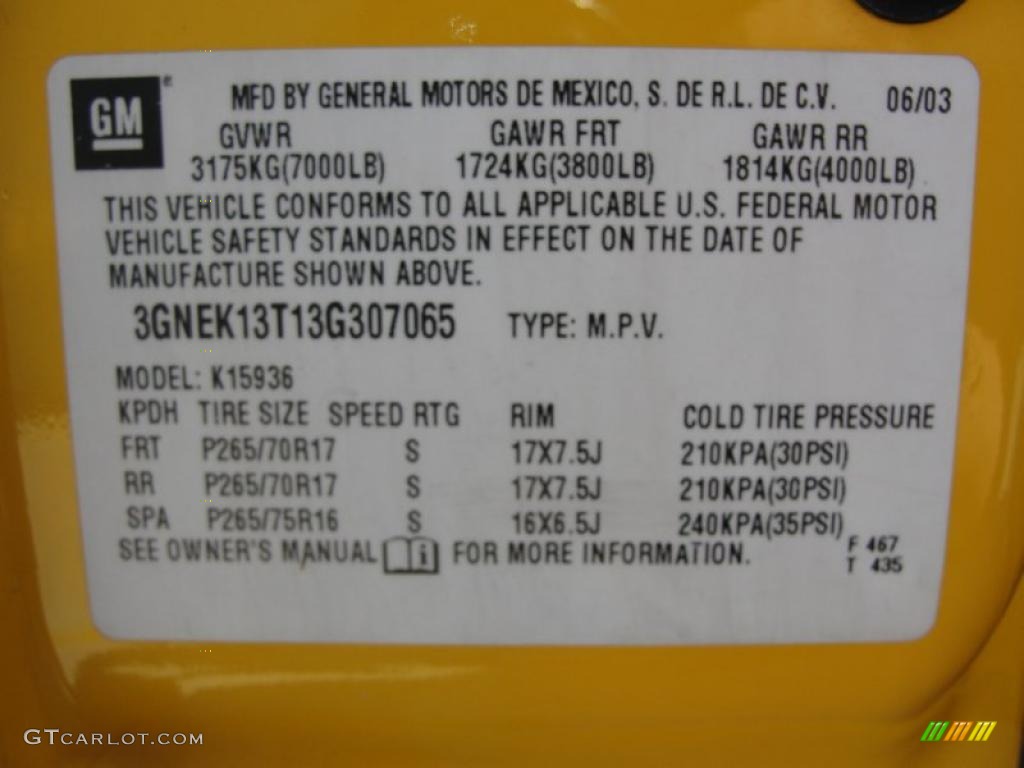 GM
MFD BY GENERAL MOTORS DE MEXICO, S. DE R.L. DE C.V. 06/03
GVWR GAWR FRT GAWR RR
3175KG(7000LB) 1724KG(3800LB) 1814KG(4000LB)
THIS VEHICLE CONFORMS TO ALL APPLICABLE U.S. FEDERAL MOTOR
VEHICLE SAFETY STANDARDS IN EFFECT ON THE DATE OF
MANUFACTURE SHOWN ABOVE.
3GNEK13T13G307065 TYPE: M.P.V.
MODEL: K15936
KPDH TIRE SIZE SPEED RTG RIM COLD TIRE PRESSURE
FRT P265/70R17 S 17X7.5J 210KPA(30PSI)
RR P265/70R17 S 17X7.5J 210KPA(30PSI)
SPA P265/75R16 S 16X6.5J 240KPA(35PSI)
SEE OWNER'S MANUAL i FOR MORE INFORMATION.
F 467
T 435
GTCARLOT.COM